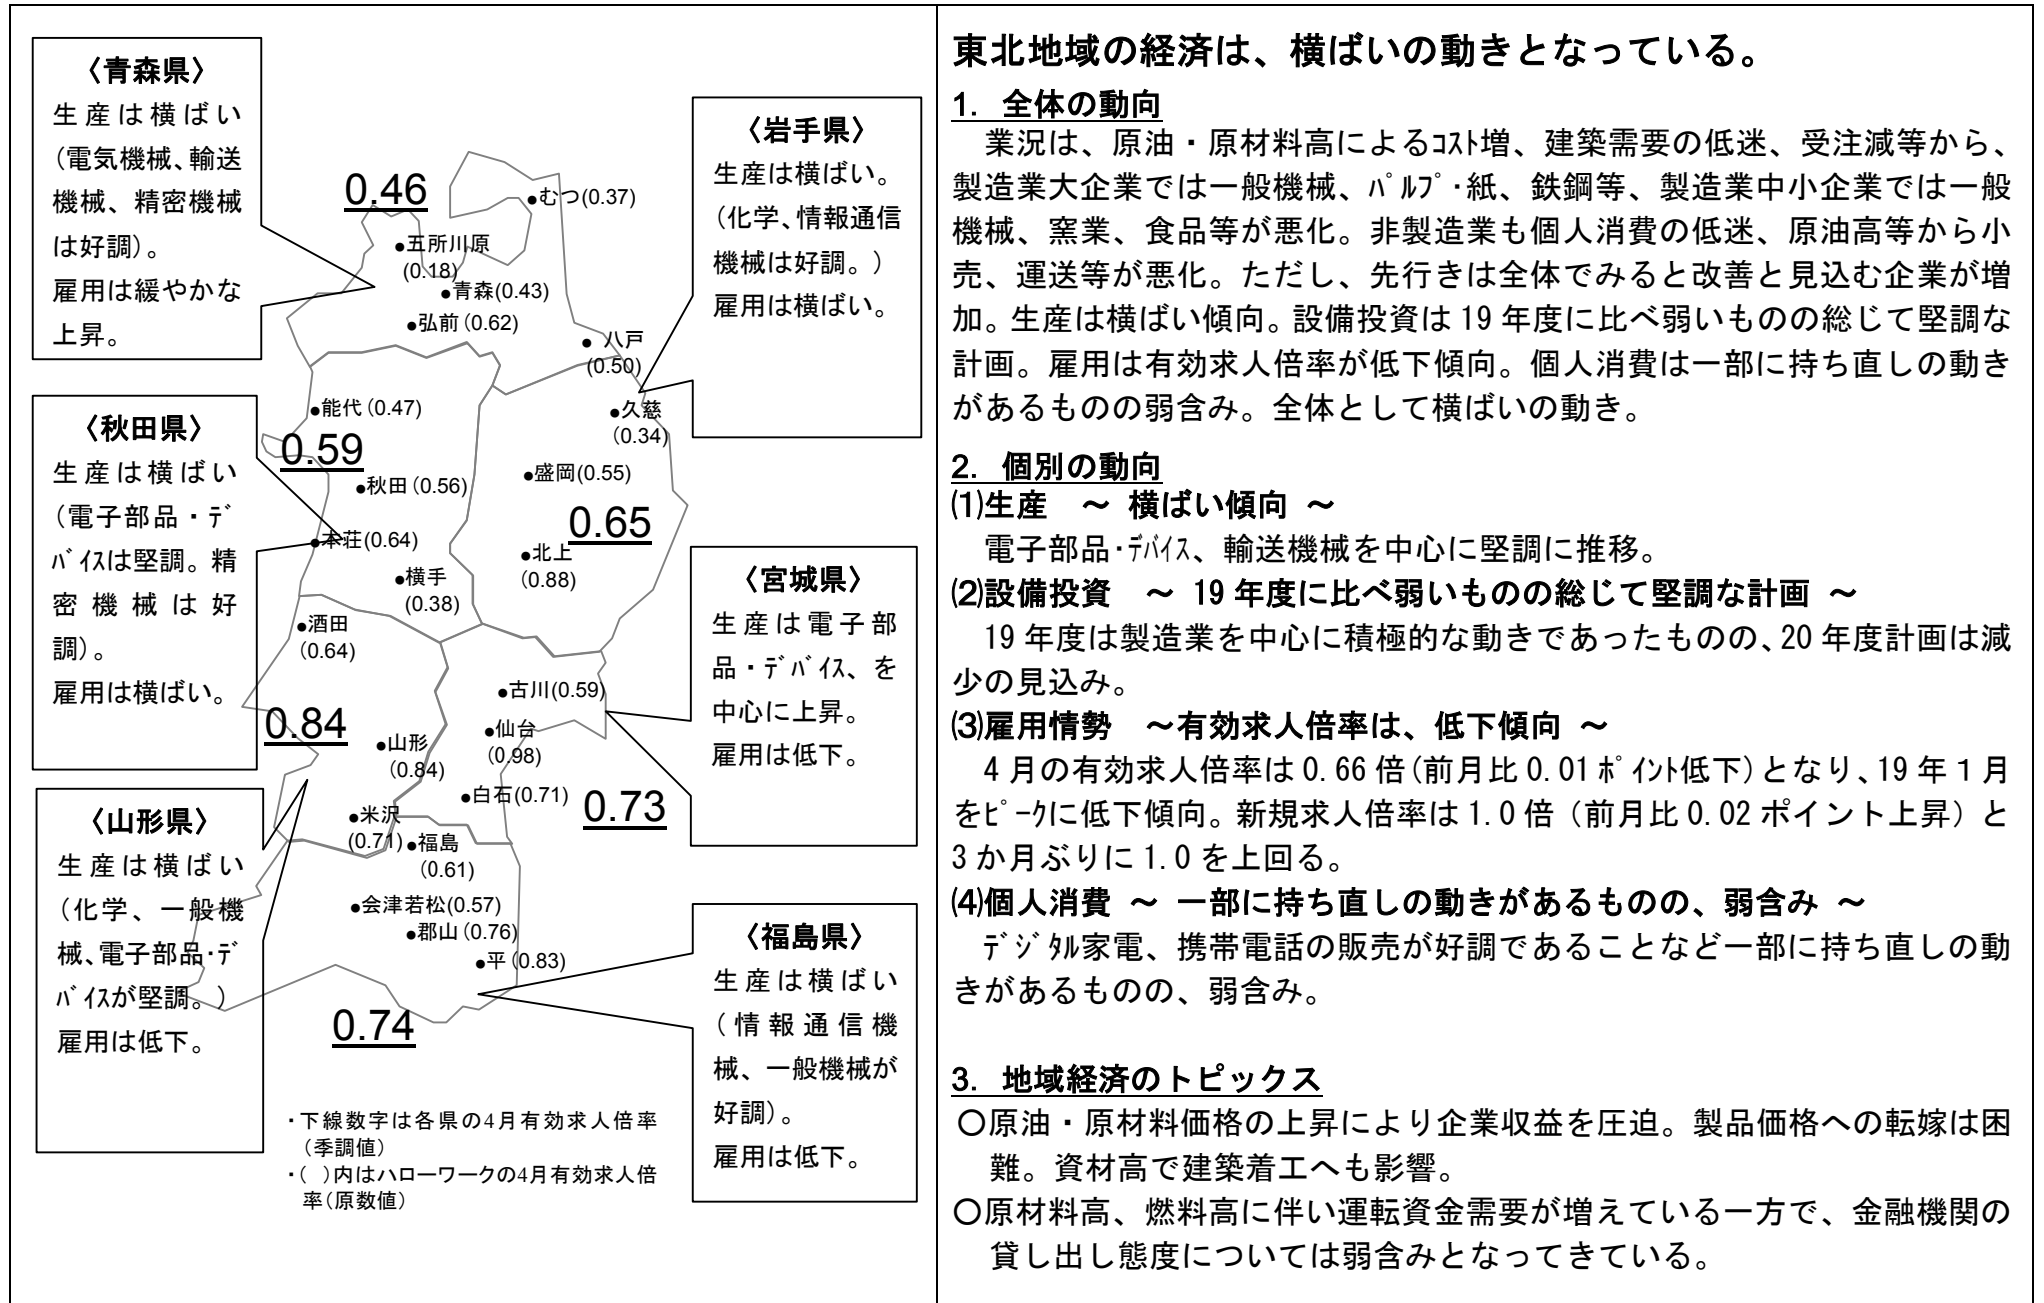 〈青森県〉
生産は横ばい
(電気機械、輸送
機械、精密機械
は好調)。
雇用は緩やかな
上昇。
〈岩手県〉
生産は横ばい。
(化学、情報通信
機械は好調。)
雇用は横ばい。
0.46
●むつ(0.37)
●五所川原
(0.18)
●青森(0.43)
●弘前(0.62)
● 八戸
(0.50)
〈秋田県〉
生産は横ばい
(電子部品・デ
バイスは堅調。精
密機械は好
調)。
雇用は横ばい。
●能代(0.47)
0.59
●秋田(0.56)
●本荘(0.64)
●横手
(0.38)
●久慈
(0.34)
●盛岡(0.55)
0.65
●北上
(0.88)
〈宮城県〉
生産は電子部
品・デバイス、を
中心に上昇。
雇用は低下。
●酒田
(0.64)
0.84
●山形
(0.84)
●米沢
(0.71)
●古川(0.59)
●仙台
(0.98)
●白石(0.71)
0.73
〈山形県〉
生産は横ばい
(化学、一般機
械、電子部品・デ
バイスが堅調。)
雇用は低下。
●福島
(0.61)
●会津若松(0.57)
●郡山(0.76)
●平(0.83)
0.74
〈福島県〉
生産は横ばい
(情報通信機
械、一般機械が
好調)。
雇用は低下。
・下線数字は各県の4月有効求人倍率
(季調値)
・( )内はハローワークの4月有効求人倍
率(原数値)
東北地域の経済は、横ばいの動きとなっている。
1. 全体の動向
業況は、原油・原材料高によるコスト増、建築需要の低迷、受注減等から、
製造業大企業では一般機械、パルプ・紙、鉄鋼等、製造業中小企業では一般
機械、窯業、食品等が悪化。非製造業も個人消費の低迷、原油高等から小
売、運送等が悪化。ただし、先行きは全体でみると改善と見込む企業が増
加。生産は横ばい傾向。設備投資は19年度に比べ弱いものの総じて堅調な
計画。雇用は有効求人倍率が低下傾向。個人消費は一部に持ち直しの動き
があるものの弱含み。全体として横ばいの動き。
2. 個別の動向
⑴生産 ～ 横ばい傾向 ～
電子部品・デバイス、輸送機械を中心に堅調に推移。
⑵設備投資 ～ 19年度に比べ弱いものの総じて堅調な計画 ～
19年度は製造業を中心に積極的な動きであったものの、20年度計画は減
少の見込み。
⑶雇用情勢 ～有効求人倍率は、低下傾向 ～
4月の有効求人倍率は0.66倍(前月比0.01ポイント低下)となり、19年1月
をピークに低下傾向。新規求人倍率は1.0倍(前月比0.02ポイント上昇)と
3か月ぶりに1.0を上回る。
⑷個人消費 ～ 一部に持ち直しの動きがあるものの、弱含み ～
デジタル家電、携帯電話の販売が好調であることなど一部に持ち直しの動
きがあるものの、弱含み。
3. 地域経済のトピックス
○原油・原材料価格の上昇により企業収益を圧迫。製品価格への転嫁は困
難。資材高で建築着工へも影響。
○原材料高、燃料高に伴い運転資金需要が増えている一方で、金融機関の
貸し出し態度については弱含みとなってきている。